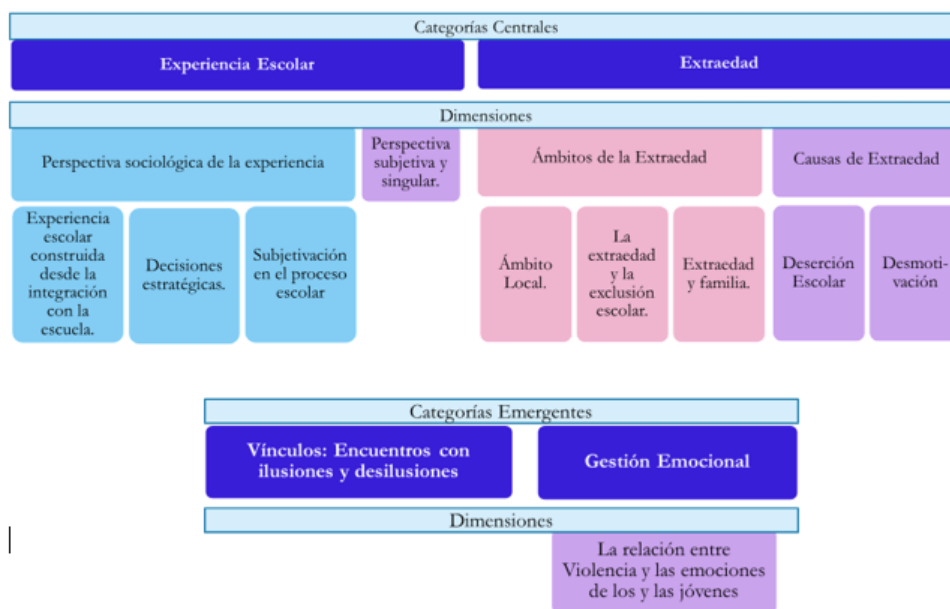 Categorías Centrales
Experiencia Escolar
Extraedad
Dimensiones
Perspectiva sociológica de la experiencia
Perspectiva
subjetiva y
singular.
Ámbitos de la Extraedad
Causas de Extraedad
Experiencia
escolar
construida
desde la
integración
con la
escuela.
Decisiones
estratégicas.
Subjetivación
en el proceso
escolar
Ámbito
Local.
La
extraedad
y la
exclusión
escolar.
Extraedad
y familia.
Deserción
Escolar
Desmoti-
vación
Categorías Emergentes
Vínculos: Encuentros con
ilusiones y desilusiones
Gestión Emocional
Dimensiones
La relación entre
Violencia y las emociones
de los y las jóvenes